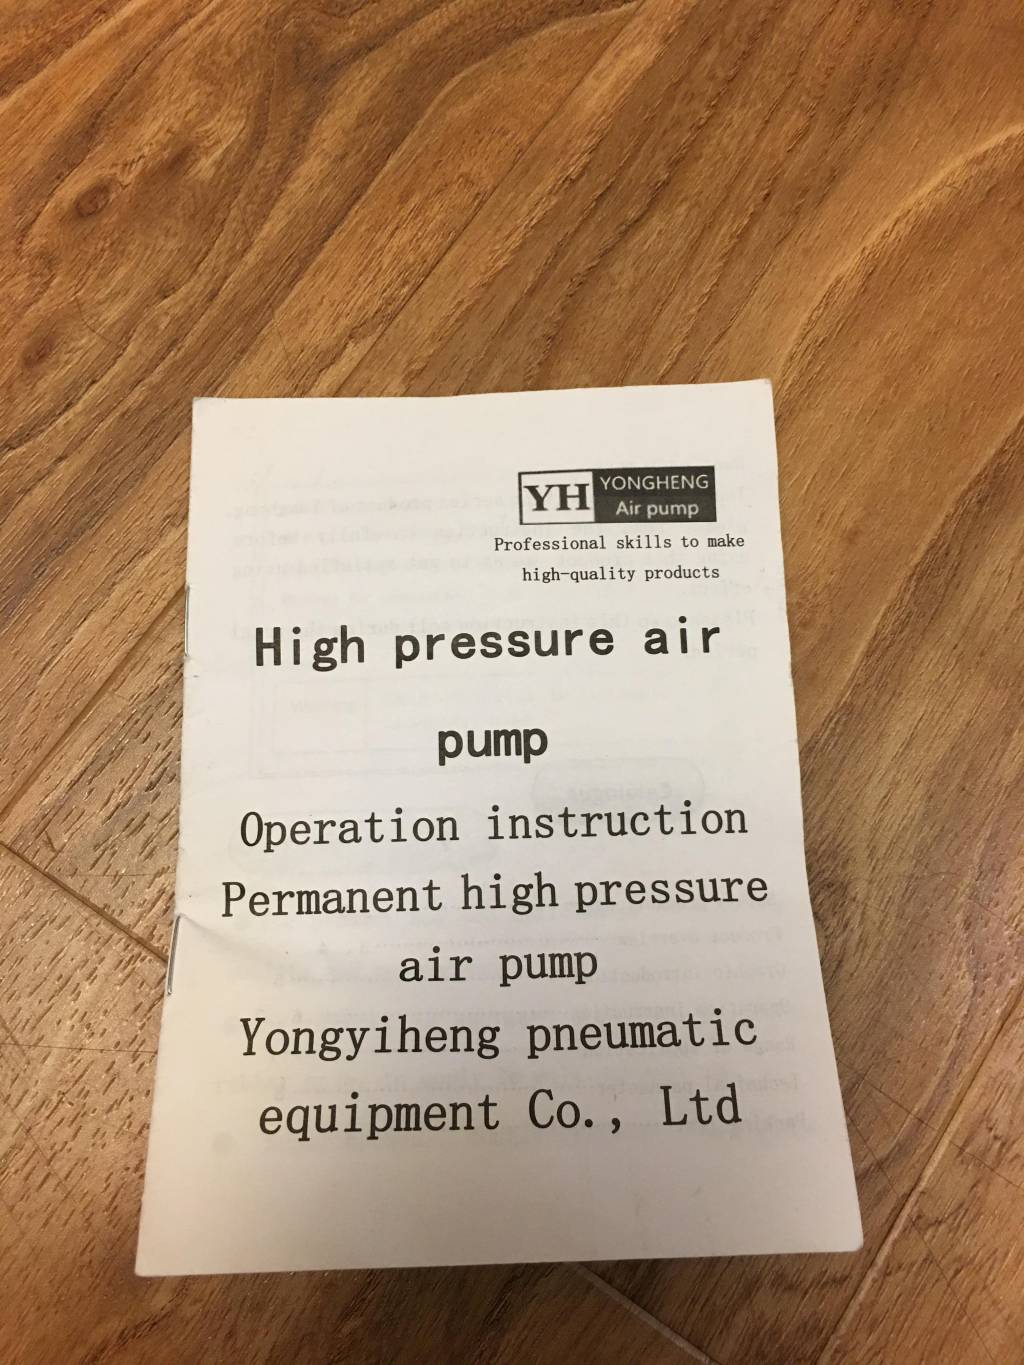 YH YONGHENG
Air pump
Professional skills to make
high-quality products
High pressure air
pump
Operation instruction
Permanent high pressure
air pump
Yongyiheng pneumatic
equipment Co., Ltd